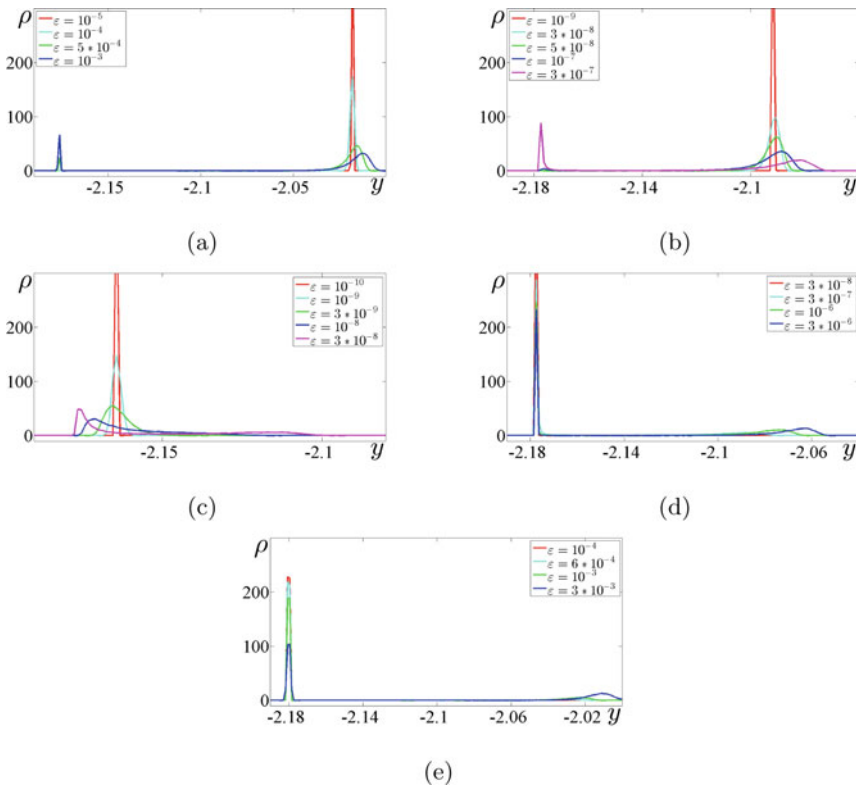 ρ
ε = 10^-5
ε = 10^-4
ε = 5 * 10^-4
ε = 10^-3
200
100
0
-2.15
-2.1
-2.05
y
(a)
ρ
ε = 10^-9
ε = 3 * 10^-8
ε = 5 * 10^-8
ε = 10^-7
ε = 3 * 10^-7
200
100
0
-2.18
-2.14
-2.1
y
(b)
ρ
ε = 10^-10
ε = 10^-9
ε = 3 * 10^-9
ε = 10^-8
ε = 3 * 10^-8
200
100
0
-2.15
-2.1
y
(c)
ρ
ε = 3 * 10^-8
ε = 3 * 10^-7
ε = 10^-6
ε = 3 * 10^-6
200
100
0
-2.18
-2.14
-2.1
-2.06
y
(d)
ρ
ε = 10^-4
ε = 6 * 10^-4
ε = 10^-3
ε = 3 * 10^-3
200
100
0
-2.18
-2.14
-2.1
-2.06
-2.02
y
(e)